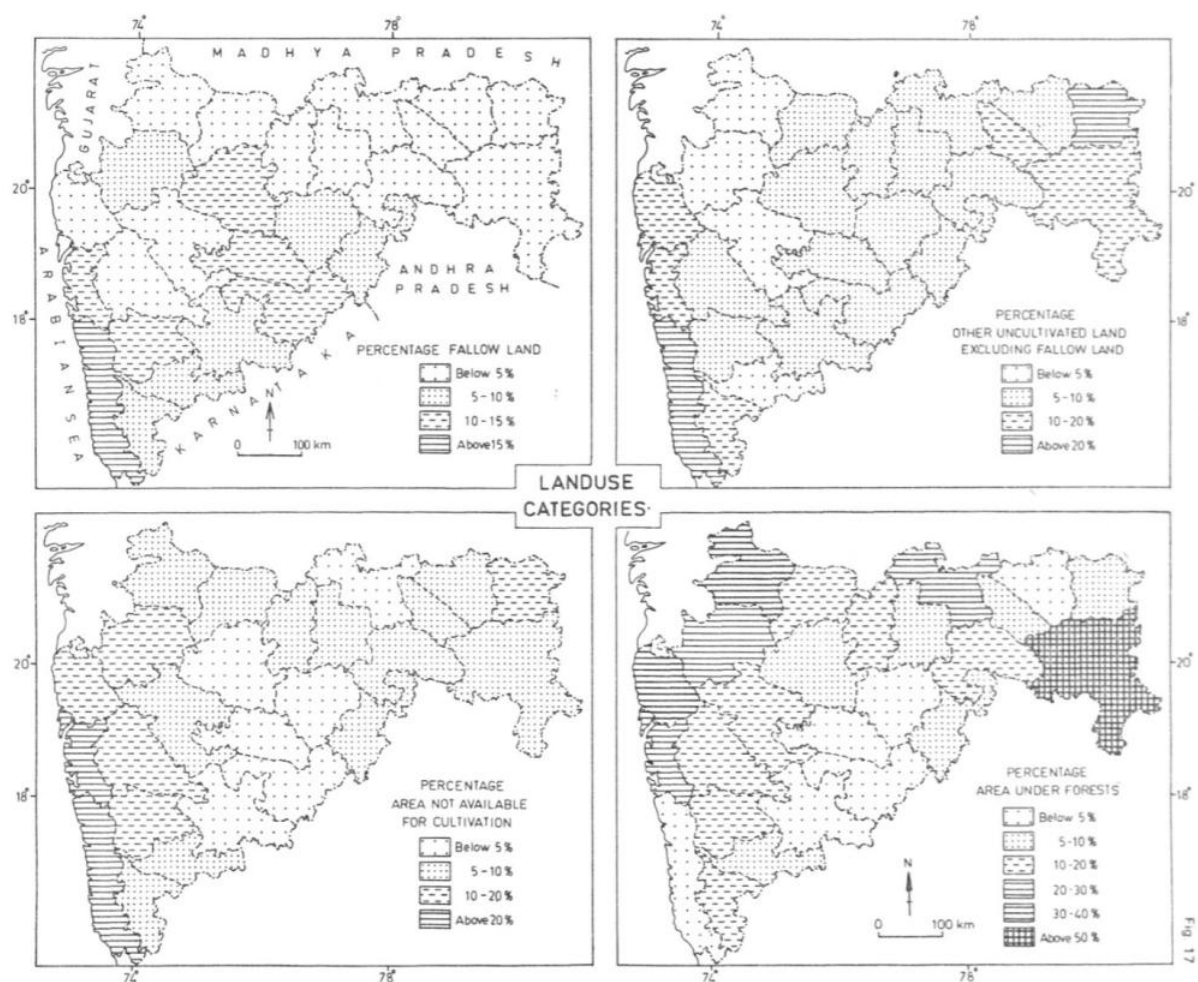 74°
78°
MADHYA PRADESH
GUJARAT
20°
ARABIAN SEA
ANDHRA
PRADESH
18°
KARNANTAKA
PERCENTAGE FALLOW LAND
Below 5%
5-10%
10-15%
Above 15%
0 100 km
78°
20°
18°
PERCENTAGE
OTHER UNCULTIVATED LAND
EXCLUDING FALLOW LAND
Below 5%
5-10%
10-20%
Above 20%
LANDUSE
CATEGORIES
20°
18°
PERCENTAGE
AREA NOT AVAILABLE
FOR CULTIVATION
Below 5%
5-10%
10-20%
Above 20%
74°
78°
20°
18°
PERCENTAGE
AREA UNDER FORESTS
Below 5%
5-10%
10-20%
20-30%
30-40%
Above 50%
N
0 100 km
74°
78°
Fig 17